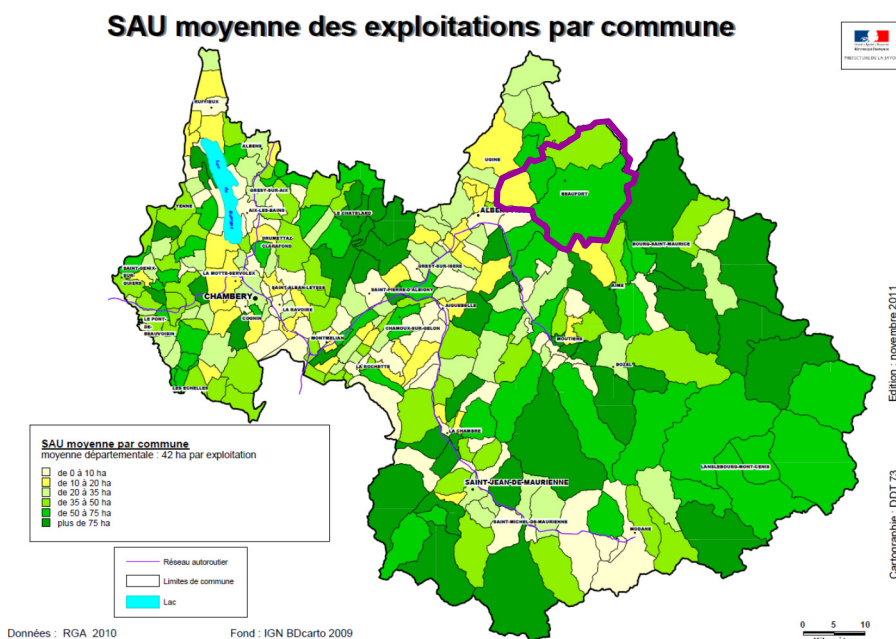 SAU moyenne des exploitations par commune
RUFFIEUX
ALBENS
UGINE
GRESY-SUR-AIX
BEAUFORT
YENNE
AIX-LES-BAINS
LE CHATELARD
DRUMETTAZ
CLARAFOND
BOURG-SAINT-MAURICE
SAINT-GENIX
SUR
GUIERS
LA MOTTE-SERVOLEX
GRESY-SUR-ISERE
AIME
SAINT-ALBAN-LEYSSE
SAINT-PIERRE-D'ALBIGNY
CHAMBERY
AIGUEBELLE
LA RAVOIRE
COGNIN
LE PONT-
DE-
BEAUVOISIN
CHAMOUX-SUR-GELON
MONTMELIAN
MOUTIERS
BOZEL
LA ROCHETTE
LES ECHELLES
LA CHAMBRE
LANSLEBOURG-MONT-CENIS
SAINT-JEAN-DE-MAURIENNE
SAINT-MICHEL-DE-MAURIENNE
MODANE
SAU moyenne par commune
moyenne départementale : 42 ha par exploitation
de 0 à 10 ha
de 10 à 20 ha
de 20 à 35 ha
de 35 à 50 ha
de 50 à 75 ha
plus de 75 ha
Réseau autoroutier
Limites de commune
Lac
Edition : novembre 2011
Cartographie : DDT 73
Données : RGA 2010
Fond : IGN BDcarto 2009
0 5 10